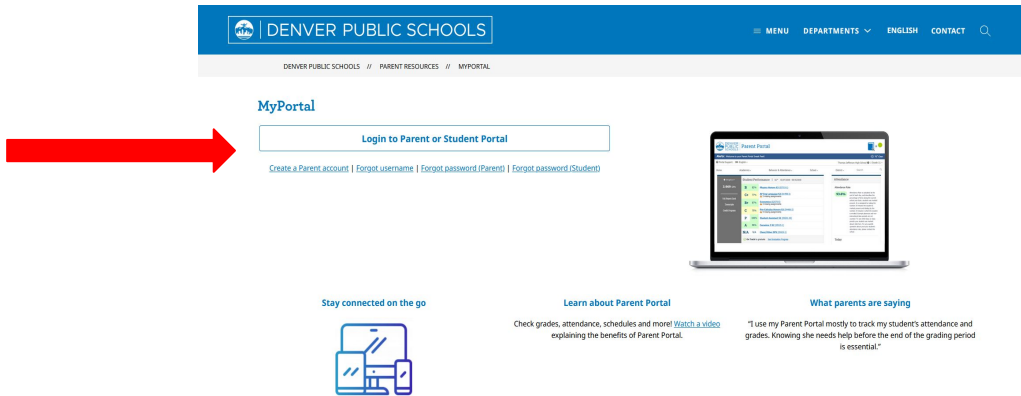 DENVER PUBLIC SCHOOLS
MENU DEPARTMENTS ENGLISH CONTACT
DENVER PUBLIC SCHOOLS // PARENT RESOURCES // MYPORTAL
MyPortal
Login to Parent or Student Portal
Create a Parent account | Forgot username | Forgot password (Parent) | Forgot password (Student)
Parent Portal
Stay connected on the go
Learn about Parent Portal
Check grades, attendance, schedules and more! Watch a video
explaining the benefits of Parent Portal.
What parents are saying
"I use my Parent Portal mostly to track my student's attendance and
grades. Knowing she needs help before the end of the grading period
is essential."